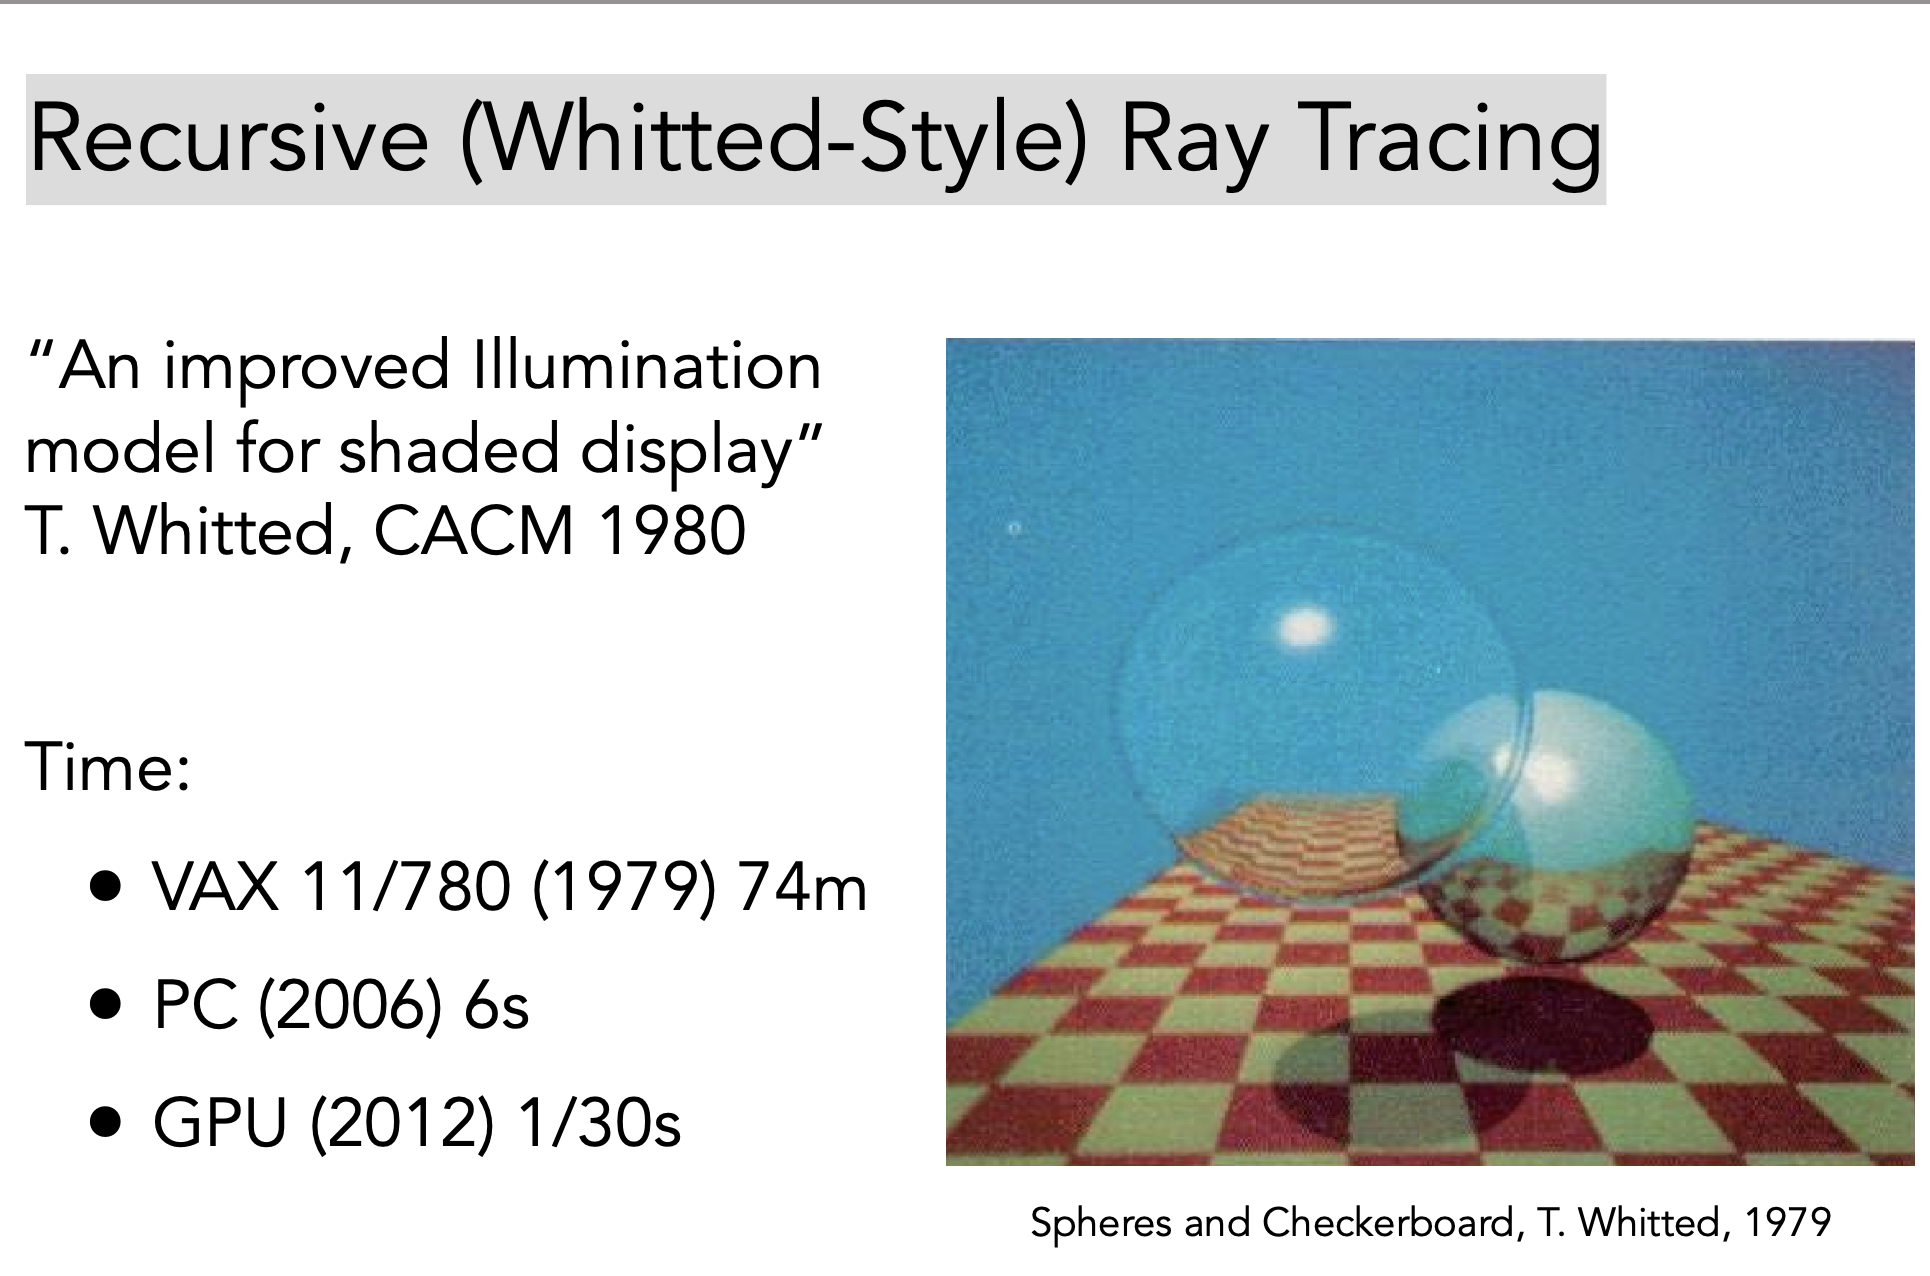 Recursive (Whitted-Style) Ray Tracing
“An improved Illumination
model for shaded display”
T. Whitted, CACM 1980
Time:
• VAX 11/780 (1979) 74m
• PC (2006) 6s
• GPU (2012) 1/30s
Spheres and Checkerboard, T. Whitted, 1979